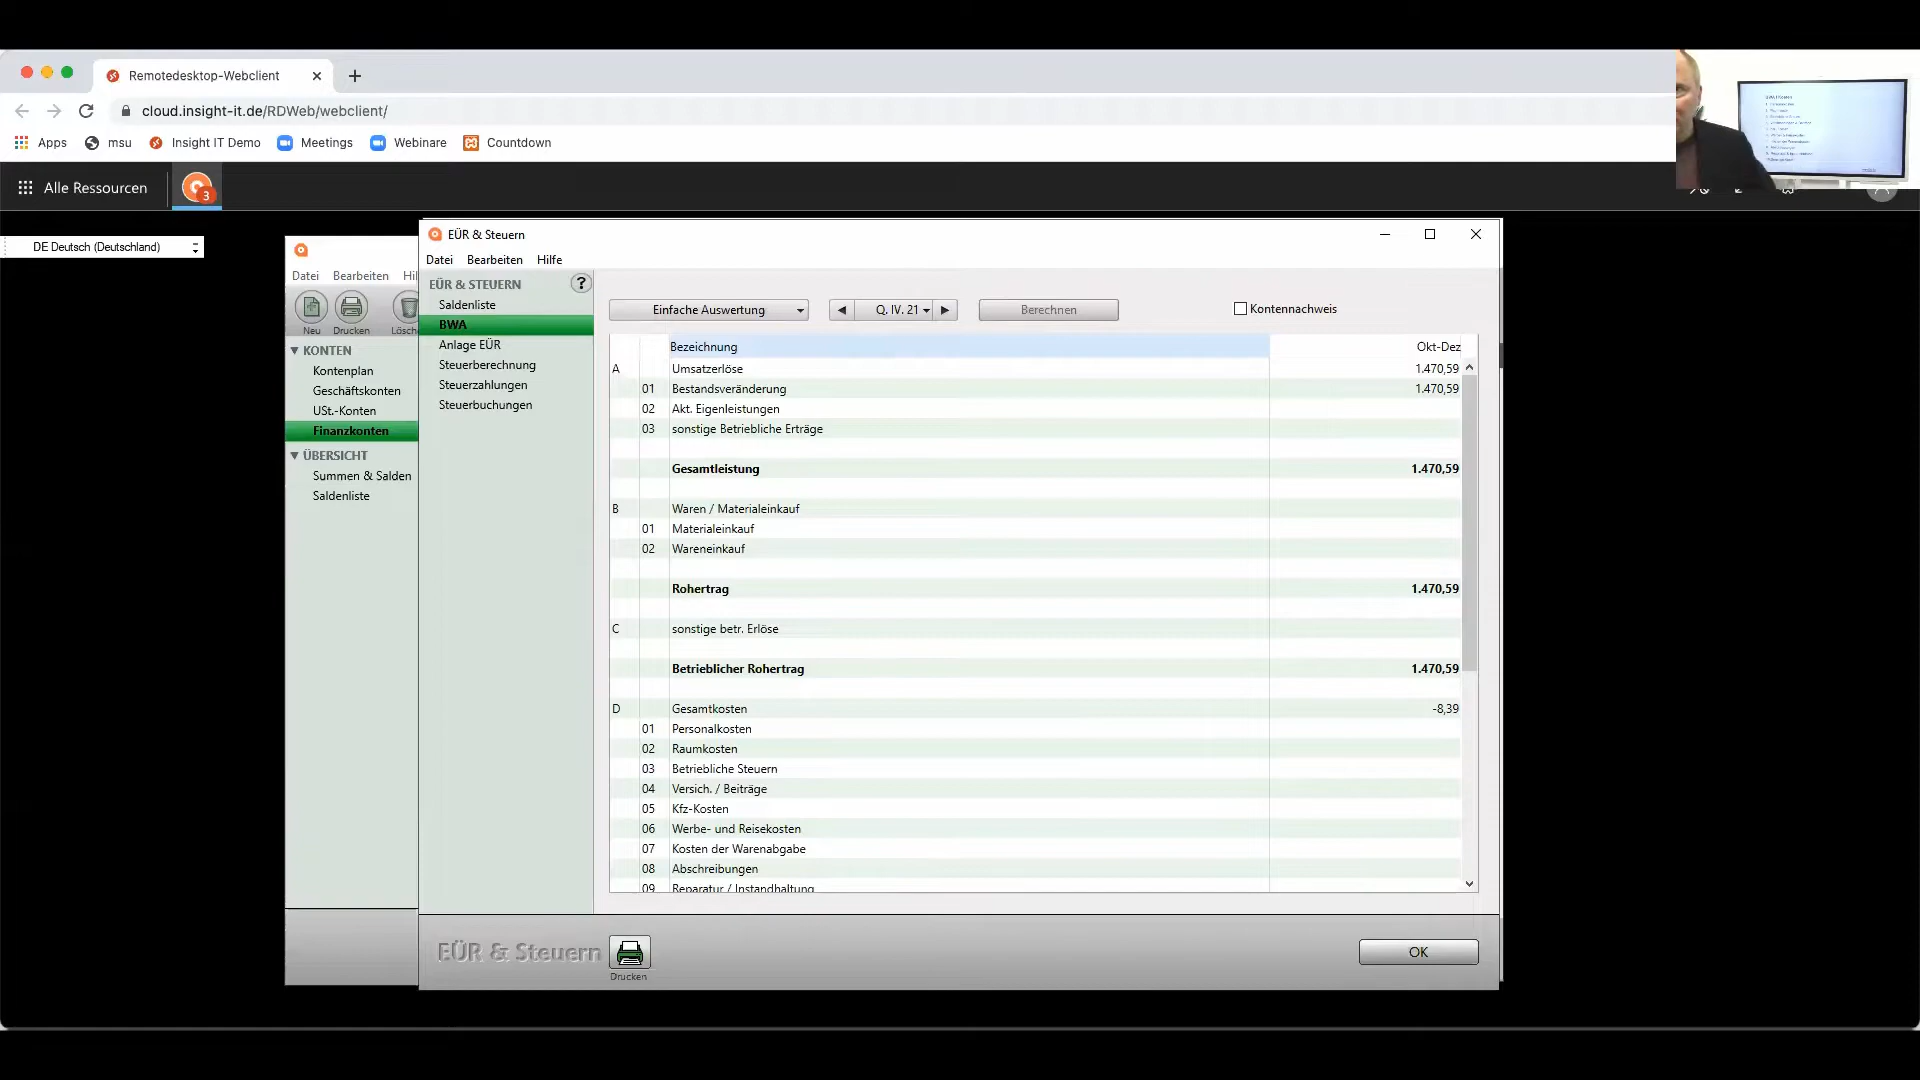 Remotedesktop-Webclient
cloud.insight-it.de/RDWeb/webclient/
Apps msu Insight IT Demo Meetings Webinare Countdown
Alle Ressourcen 3
DE Deutsch (Deutschland)
Datei Bearbeiten Hil
Neu Drucken Lösch
KONTEN
Kontenplan
Geschäftskonten
USt.-Konten
Finanzkonten
ÜBERSICHT
Summen & Salden
Saldenliste
EÜR & Steuern
Datei Bearbeiten Hilfe
EÜR & STEUERN ?
Saldenliste
BWA
Anlage EÜR
Steuerberechnung
Steuerzahlungen
Steuerbuchungen
Einfache Auswertung Q. IV. 21 Berechnen Kontennachweis
Bezeichnung Okt-Dez
A Umsatzerlöse 1.470,59
01 Bestandsveränderung 1.470,59
02 Akt. Eigenleistungen
03 sonstige Betriebliche Erträge
Gesamtleistung 1.470,59
B Waren / Materialeinkauf
01 Materialeinkauf
02 Wareneinkauf
Rohertrag 1.470,59
C sonstige betr. Erlöse
Betrieblicher Rohertrag 1.470,59
D Gesamtkosten -8,39
01 Personalkosten
02 Raumkosten
03 Betriebliche Steuern
04 Versich. / Beiträge
05 Kfz-Kosten
06 Werbe- und Reisekosten
07 Kosten der Warenabgabe
08 Abschreibungen
09 Reparatur / Instandhaltung
EÜR & Steuern
Drucken
OK